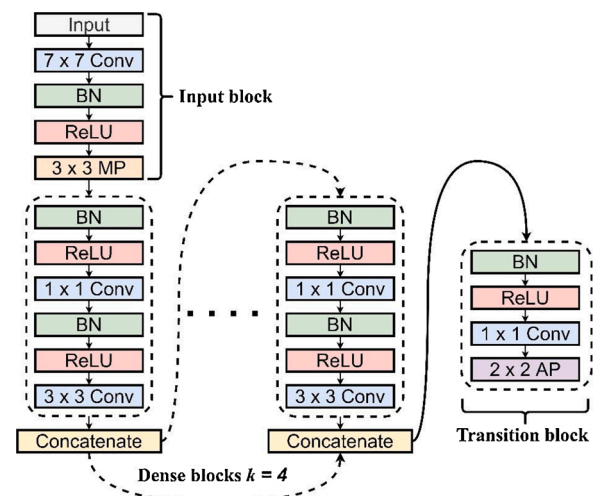 Input
7 x 7 Conv
BN
ReLU
3 x 3 MP
Input block
BN
ReLU
1 x 1 Conv
BN
ReLU
3 x 3 Conv
Concatenate
BN
ReLU
1 x 1 Conv
BN
ReLU
3 x 3 Conv
Concatenate
Dense blocks k = 4
BN
ReLU
1 x 1 Conv
2 x 2 AP
Transition block